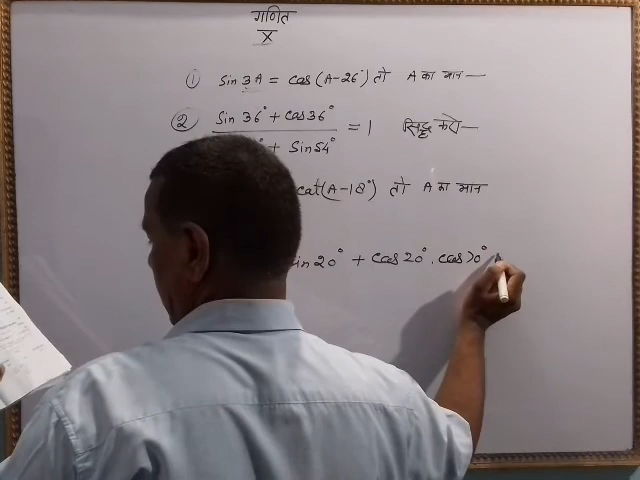 गणित
X
① Sin 3A = Cos (A-26°) तो A का मान —
② Sin 36° + Cos 36°
+ Sin 54° = 1 सिद्ध करो —
cot(A-18°) तो A का मान
Sin 20° + Cos 20° . Cos 70°